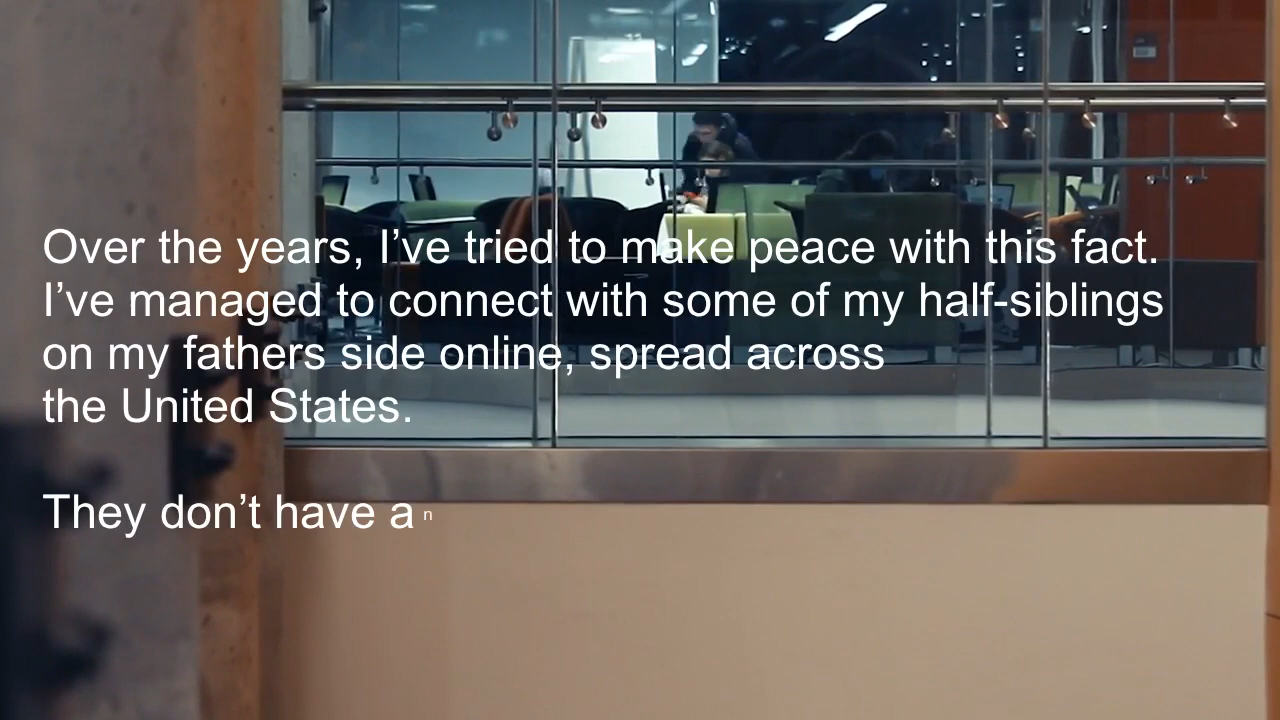 Over the years, I’ve tried to make peace with this fact.
I’ve managed to connect with some of my half-siblings
on my fathers side online, spread across
the United States.
They don’t have a n